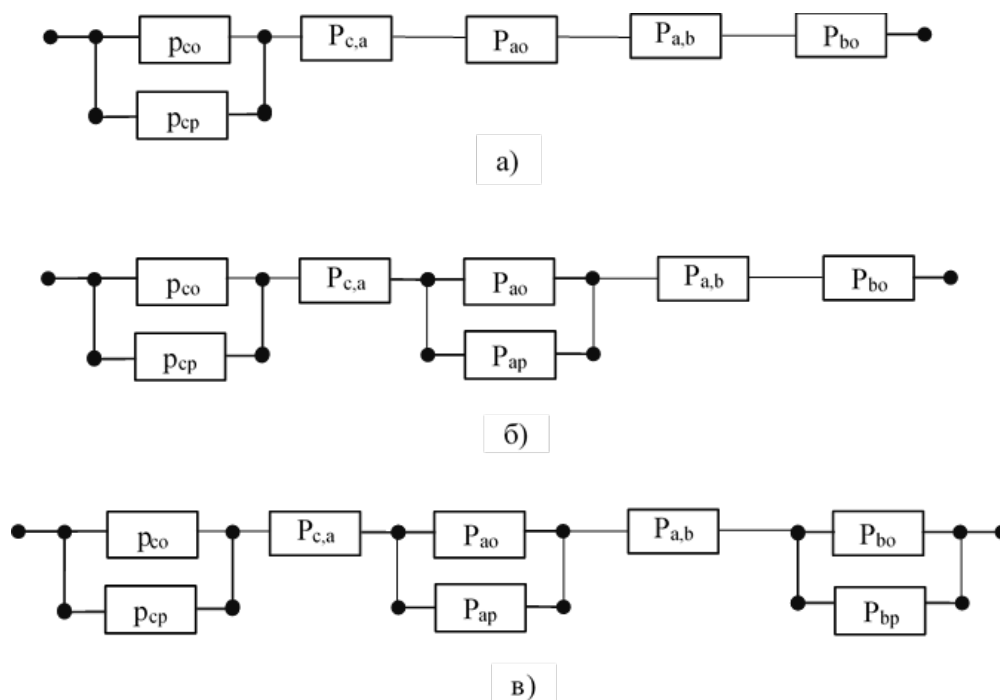 pco Pc,a Pao Pa,b Pbo
pcp
а)
pco Pc,a Pao Pa,b Pbo
pcp Pap
б)
pco Pc,a Pao Pa,b Pbo
pcp Pap Pbp
в)